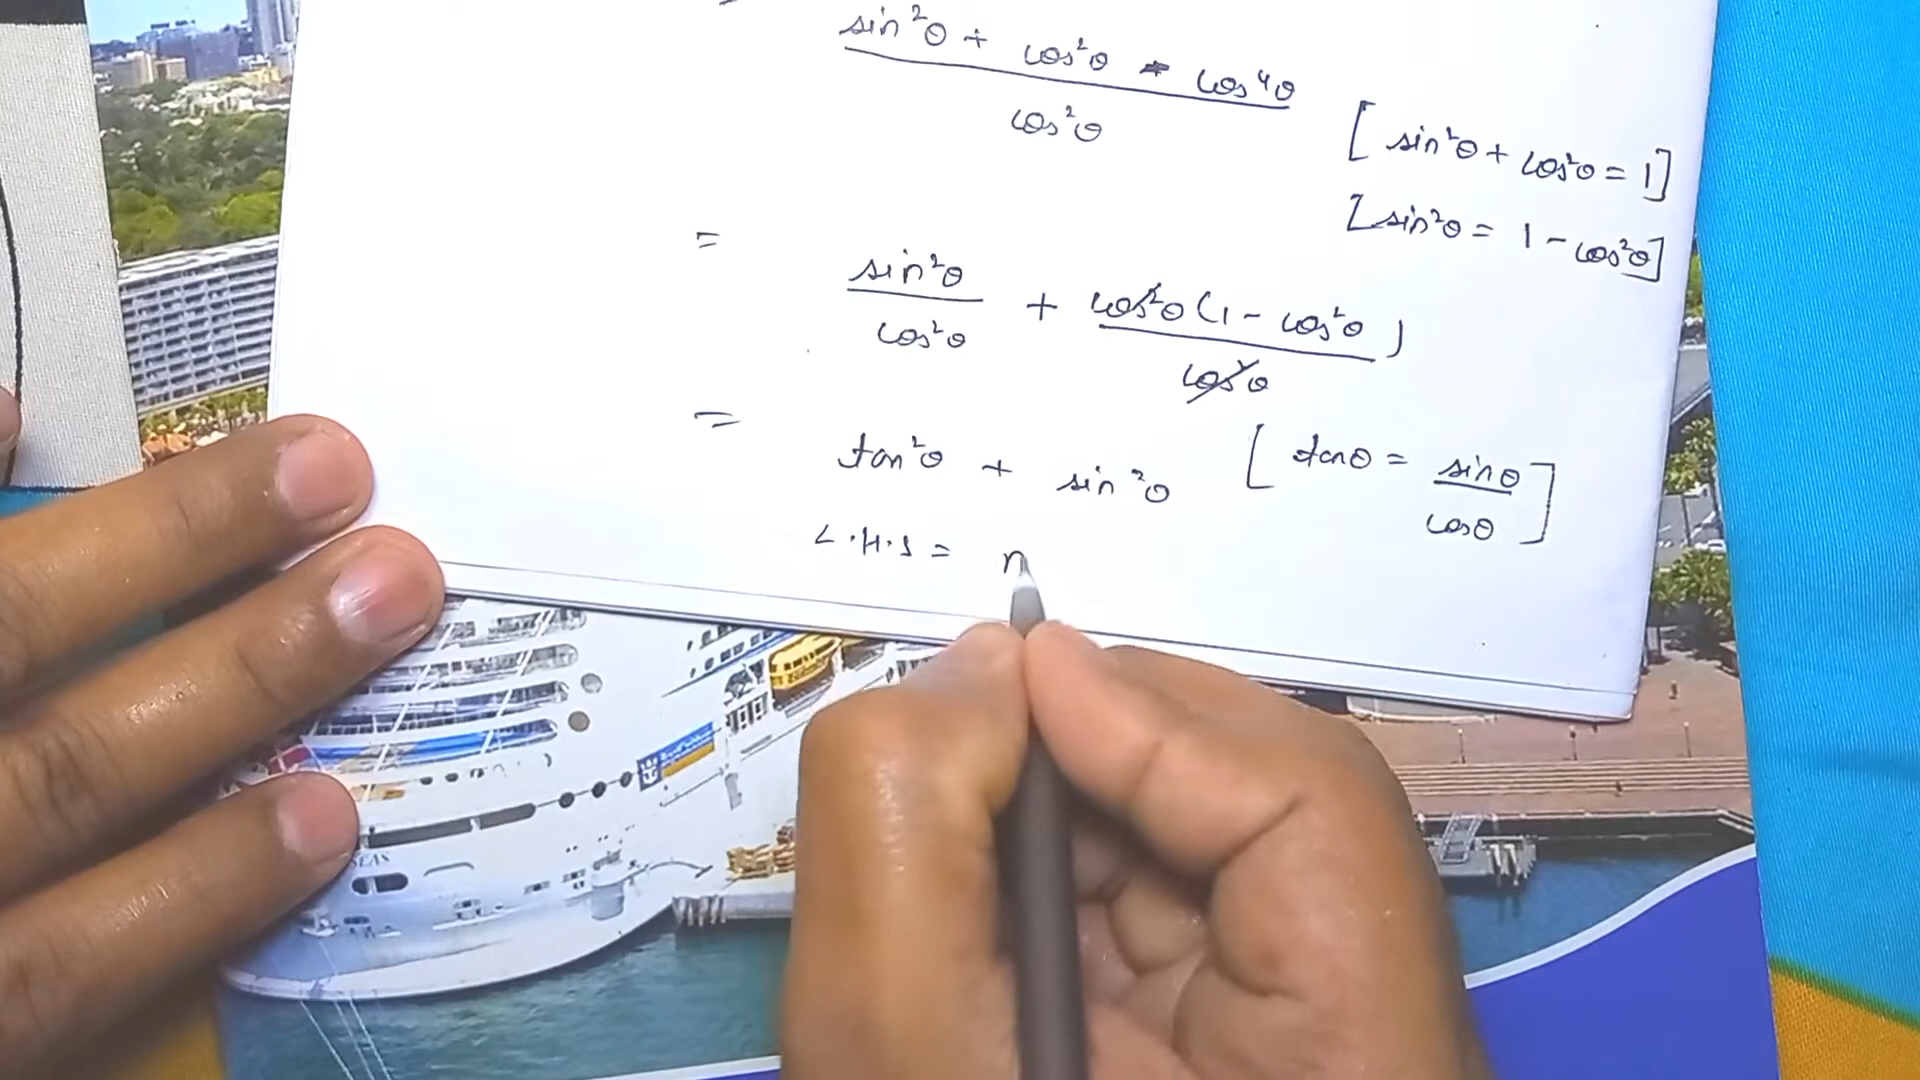 sin²θ + cos²θ - cos⁴θ
cos²θ
[sin²θ + cos²θ = 1]
[sin²θ = 1 - cos²θ]
=
sin²θ + cos²θ(1 - cos²θ)
cos²θ cos²θ
=
tan²θ + sin²θ [tanθ = sinθ
cosθ]
L.H.S =
SEAS